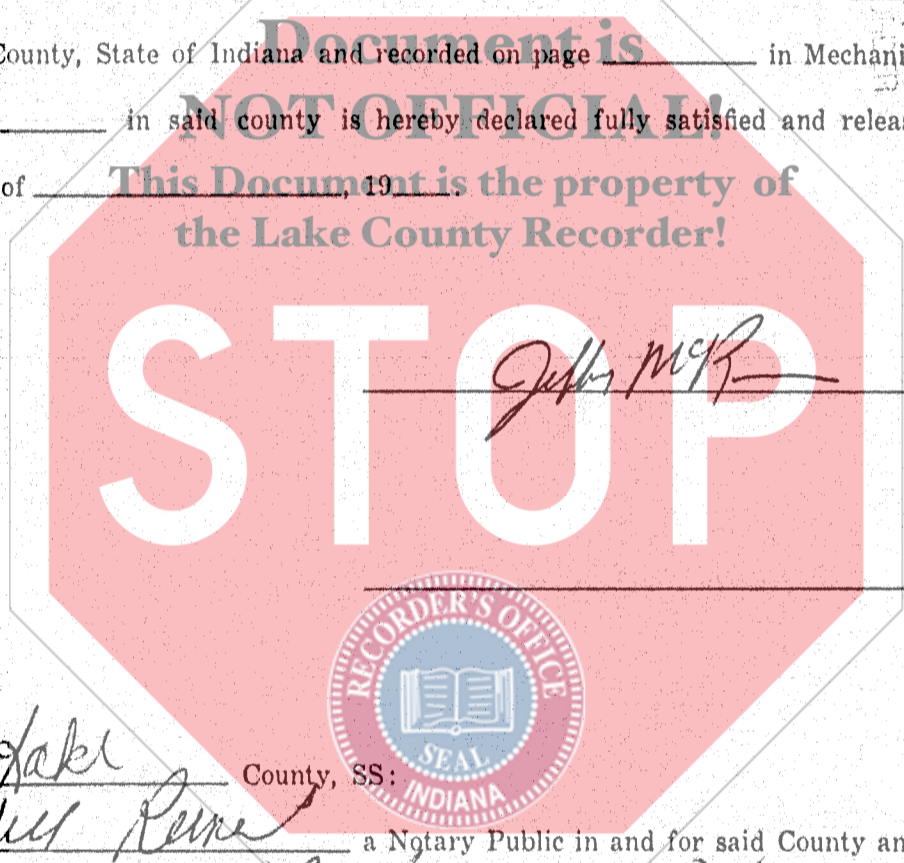 Document is
County, State of Indiana and recorded on page in Mechani
NOT OFFICIAL!
in said county is hereby declared fully satisfied and releas
This Document is the property of
of , 19 .
the Lake County Recorder!
STOP
RECORDER'S OFFICE
SEAL
INDIANA
Lake County, SS:
a Notary Public in and for said County an